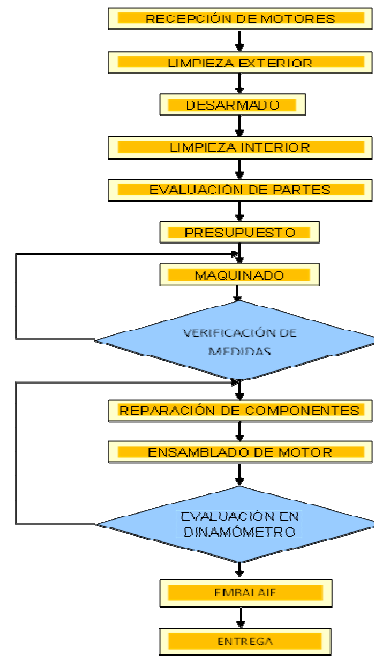 RECEPCIÓN DE MOTORES
LIMPIEZA EXTERIOR
DESARMADO
LIMPIEZA INTERIOR
EVALUACIÓN DE PARTES
PRESUPUESTO
MAQUINADO
VERIFICACIÓN DE
MEDIDAS
REPARACIÓN DE COMPONENTES
ENSAMBLADO DE MOTOR
EVALUACIÓN EN
DINAMÓMETRO
EMBALAJE
ENTREGA